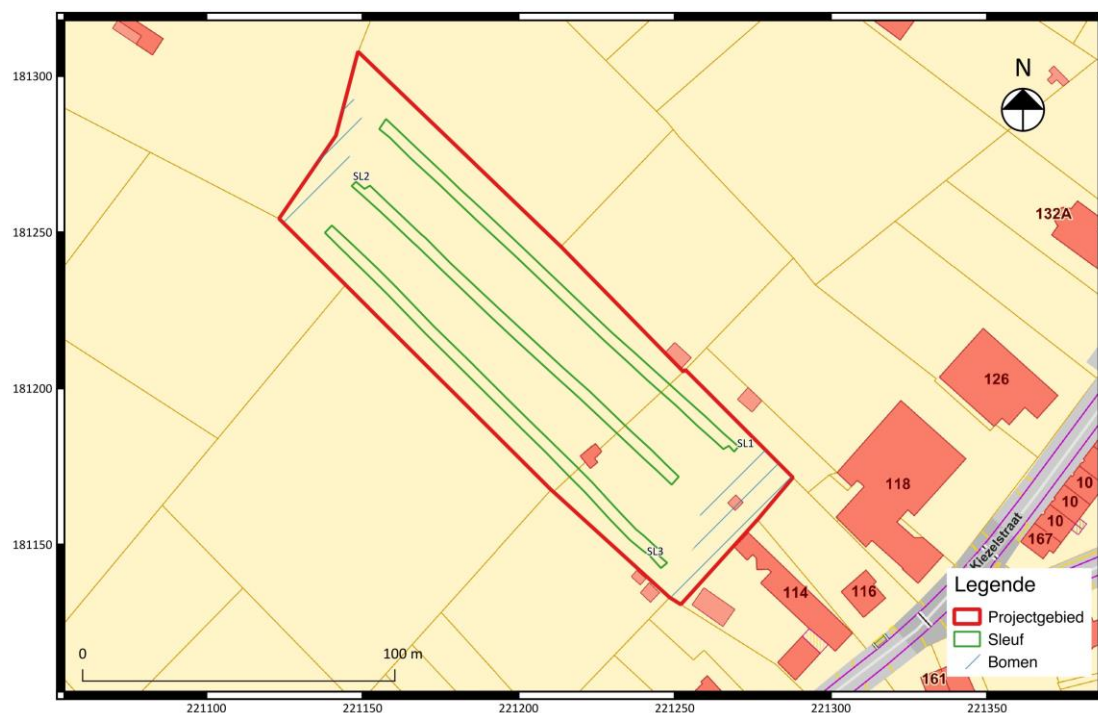 N
181300
181250
181200
181150
SL2
SL1
SL3
132A
126
118
10
10
10
167
Kiezelstraat
114
116
161
Legende
Projectgebied
Sleuf
Bomen
0 100 m
221100 221150 221200 221250 221300 221350